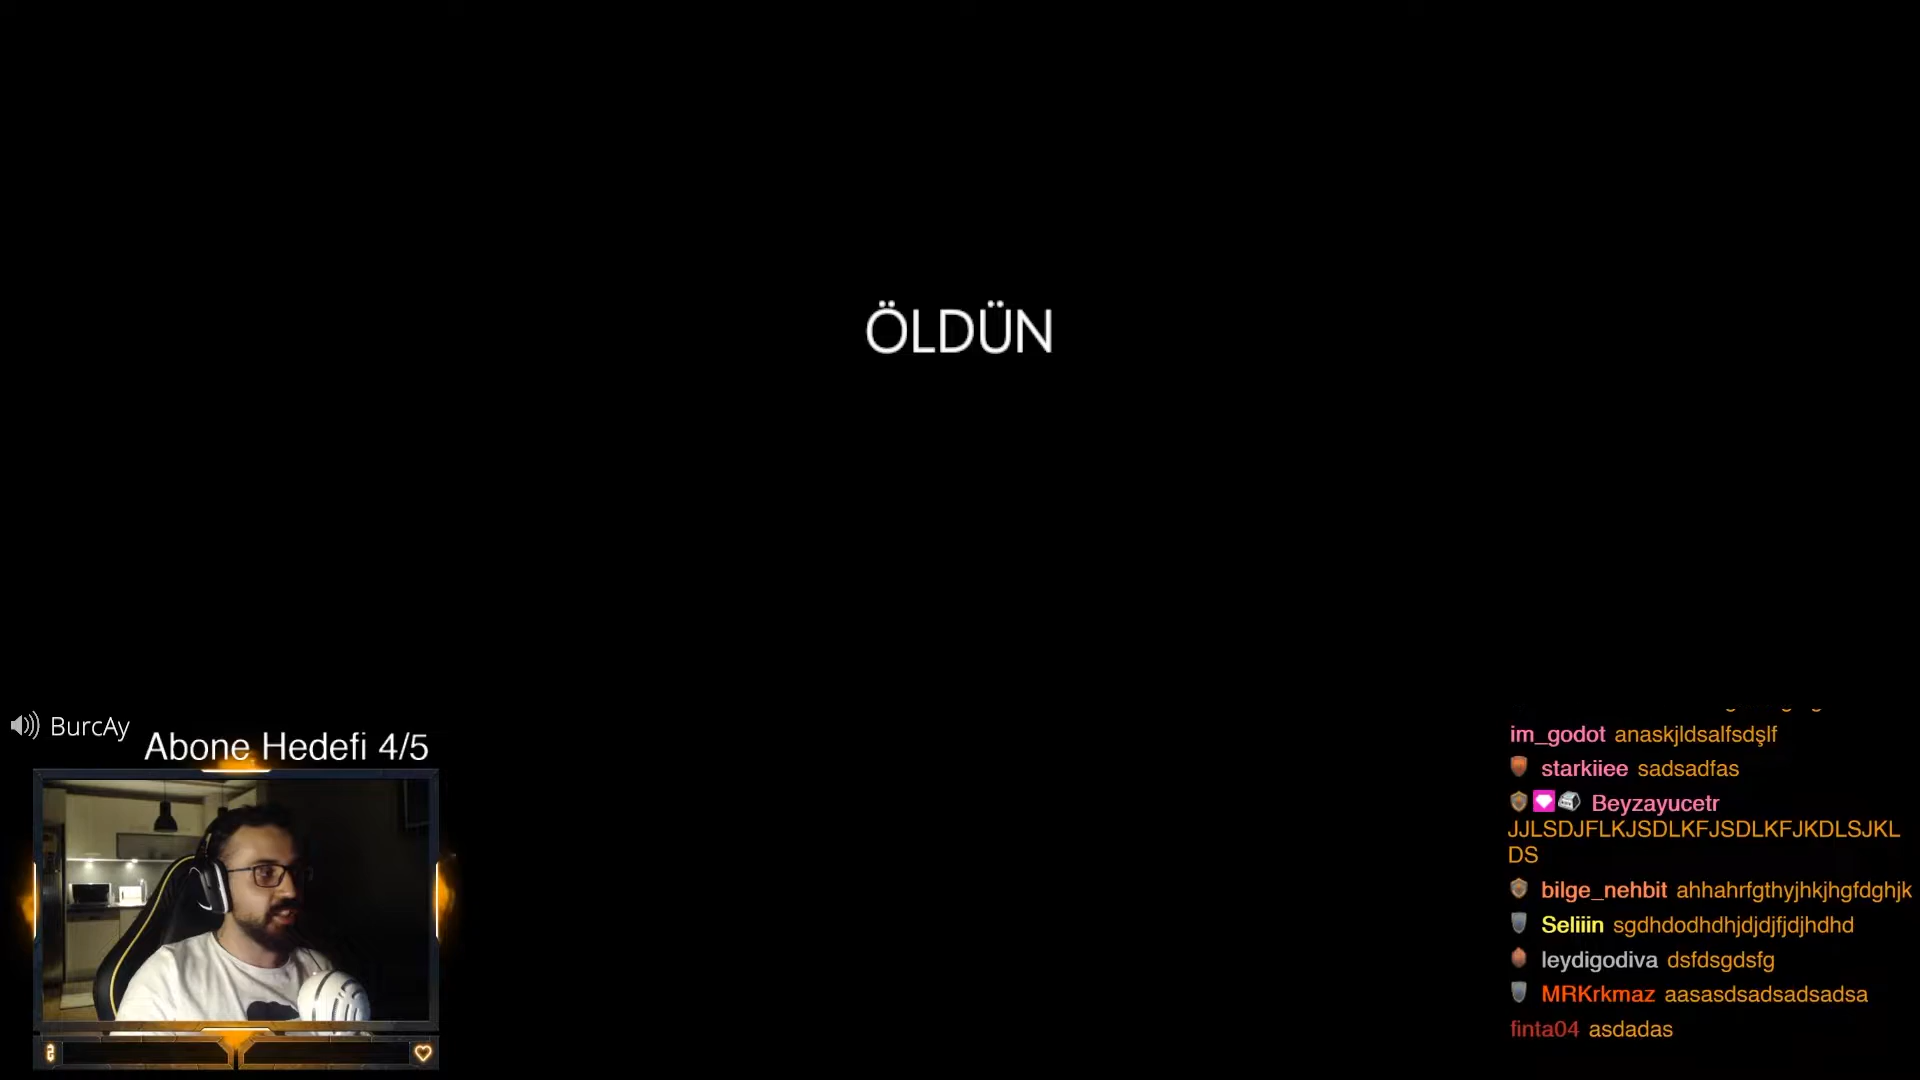 ÖLDÜN
BurcAy
Abone Hedefi 4/5
im_godot anaskjldsalfsdşlf
starkiiee sadsadfas
Beyzayucetr
JJLSDJFLKJSDLKFJSDLKFJKDLSJKL
DS
bilge_nehbit ahhahrfgthyjhkjhgfdghjk
Seliiin sgdhdodhdhjdjdjfjdjhdhd
leydigodiva dsfdsgdsfg
MRKrkmaz aasasdsadsadsadsa
finta04 asdadas